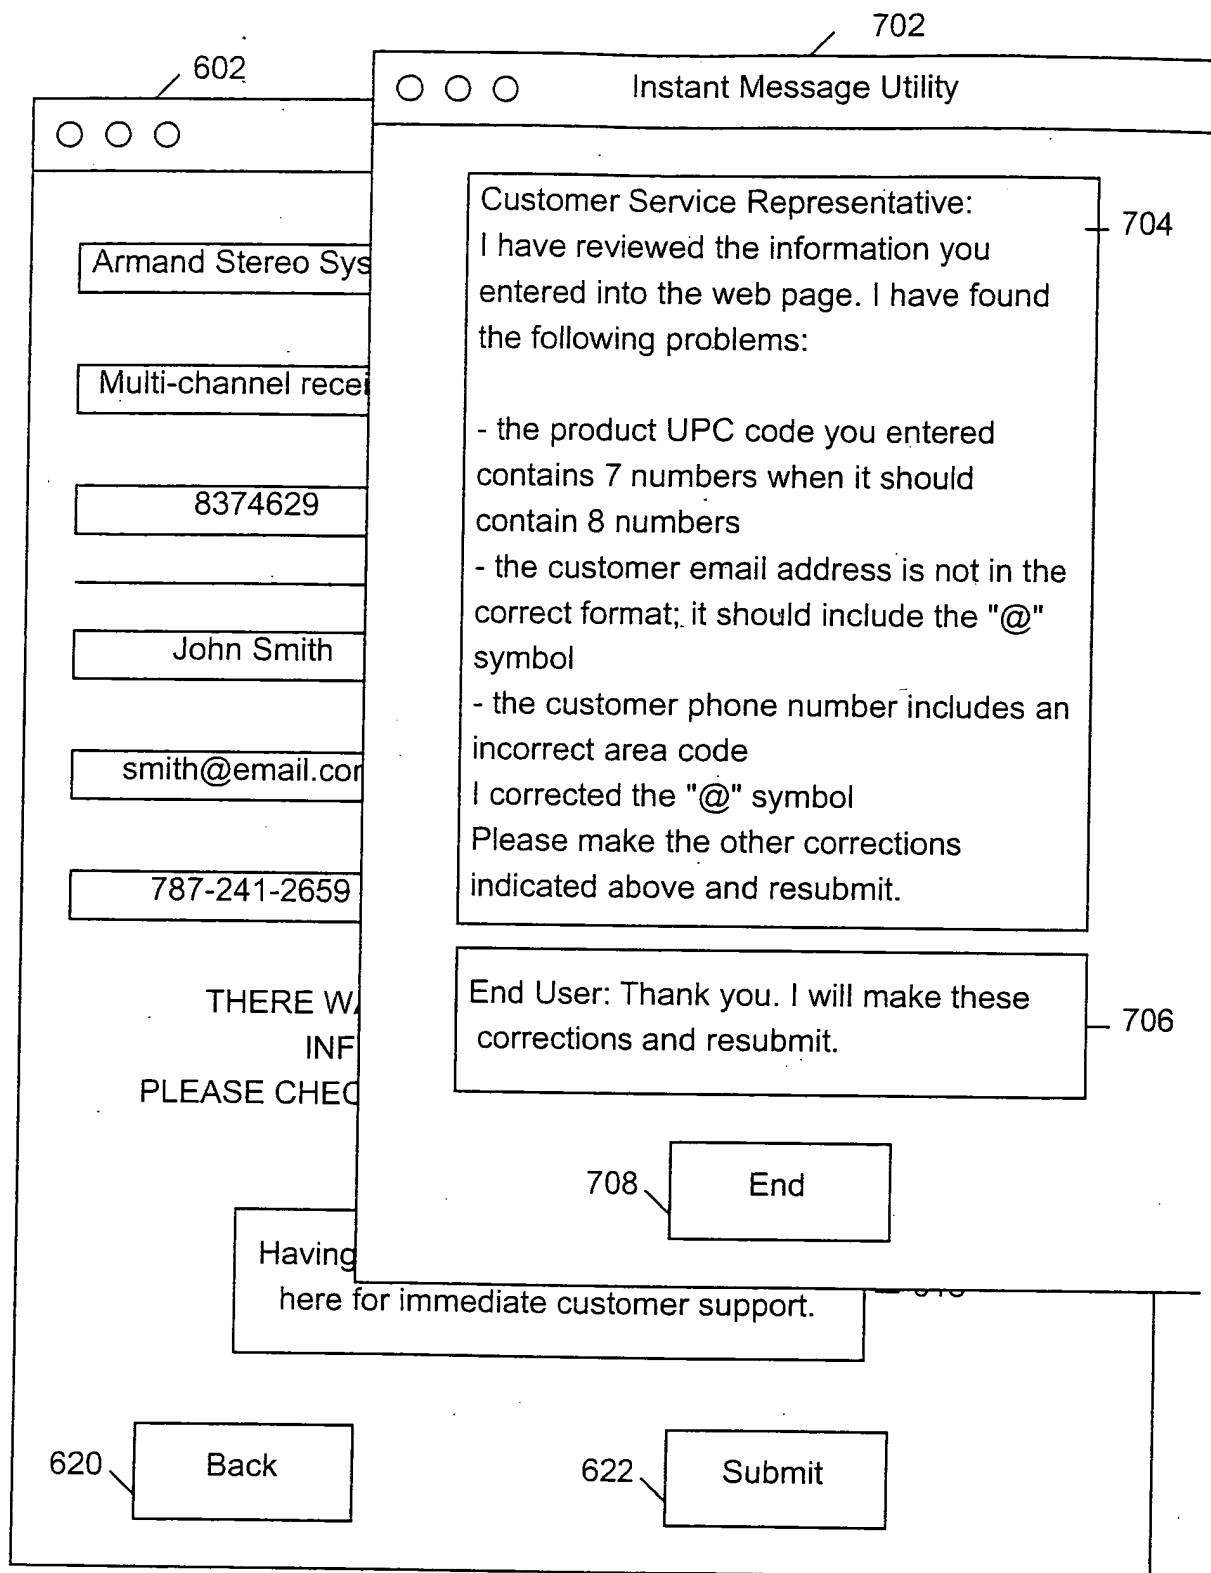 702
602
Instant Message Utility
Customer Service Representative:
I have reviewed the information you
entered into the web page. I have found
the following problems:
- the product UPC code you entered
contains 7 numbers when it should
contain 8 numbers
- the customer email address is not in the
correct format; it should include the "@"
symbol
- the customer phone number includes an
incorrect area code
I corrected the "@" symbol
Please make the other corrections
indicated above and resubmit.
704
End User: Thank you. I will make these
corrections and resubmit.
706
708
End
Armand Stereo Sys
Multi-channel recei
8374629
John Smith
smith@email.co
787-241-2659
THERE W
INF
PLEASE CHEC
Having
here for immediate customer support.
620
Back
622
Submit